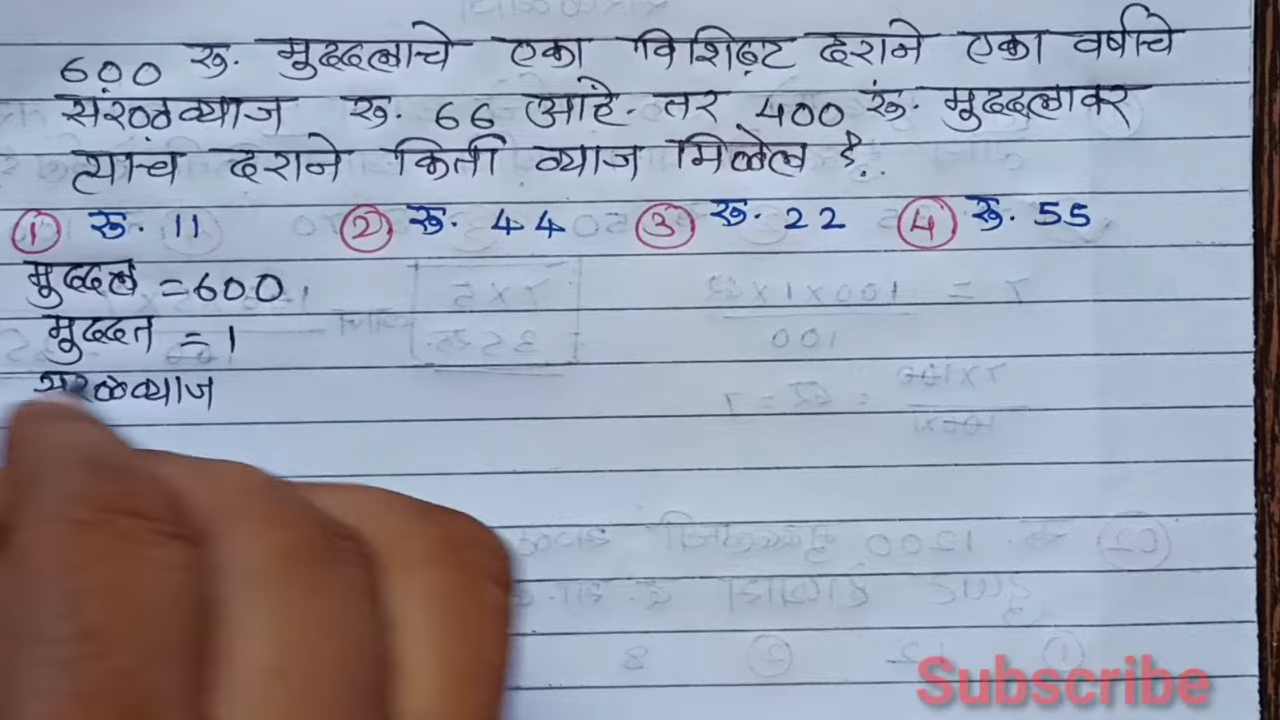 600 रु. मुद्दलाचे एका विशिष्ट दराने एका वर्षाचे
सरळव्याज रु. 66 आहे. तर 400 रु. मुद्दलावर
त्याच दराने किती व्याज मिळेल ?
① रु. 11 ② रु. 44 ③ रु. 22 ④ रु. 55
मुद्दल = 600
मुद्दत = 1
सरळव्याज
Subscribe